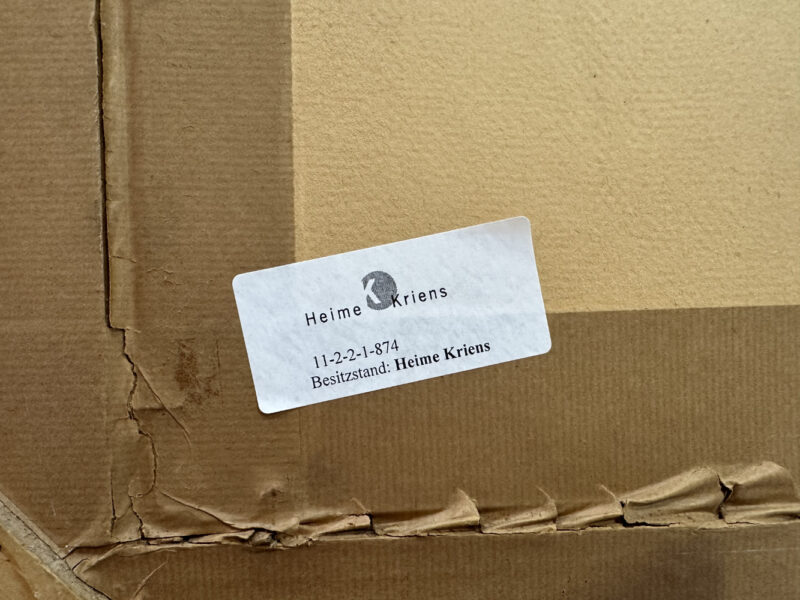 Heime Kriens
11-2-2-1-874
Besitzstand: Heime Kriens